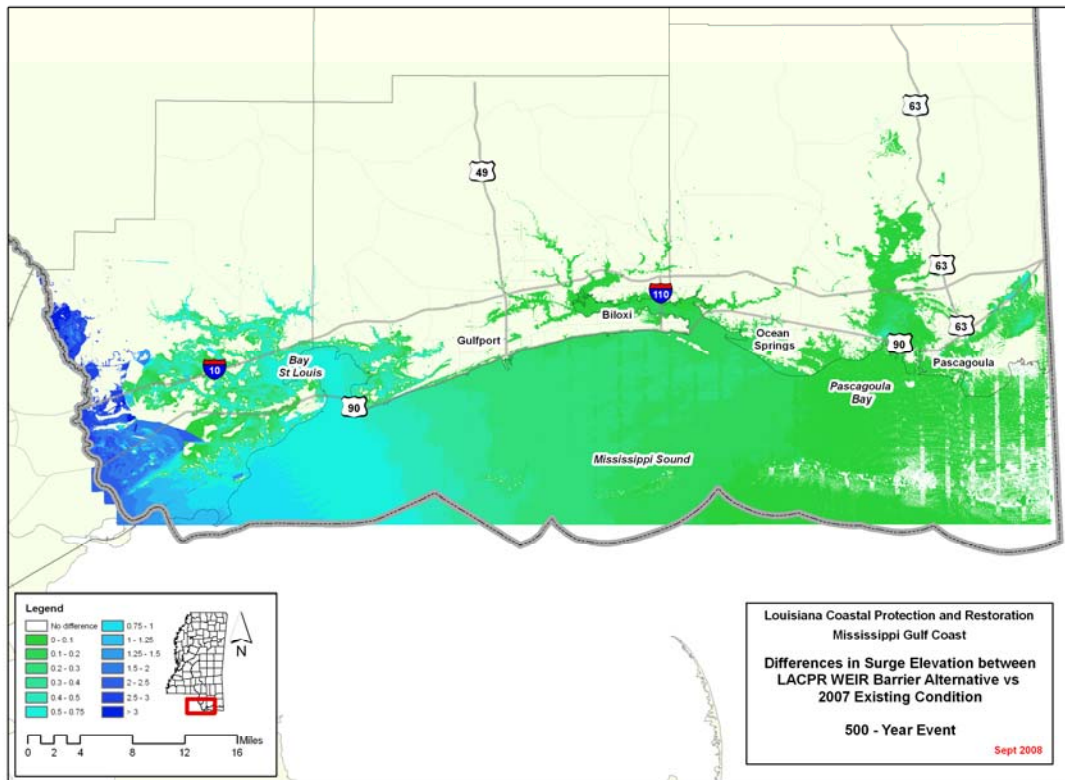 63
49
63
110
Biloxi
Gulfport
Ocean
Springs
63
90
Pascagoula
Bay
St Louis
10
90
Pascagoula
Bay
Mississippi Sound
Legend
No difference
0 - 0.1
0.1 - 0.2
0.2 - 0.3
0.3 - 0.4
0.4 - 0.5
0.5 - 0.75
0.75 - 1
1 - 1.25
1.25 - 1.5
1.5 - 2
2 - 2.5
2.5 - 3
> 3
N
Miles
0 2 4 8 12 16
Louisiana Coastal Protection and Restoration
Mississippi Gulf Coast
Differences in Surge Elevation between
LACPR WEIR Barrier Alternative vs
2007 Existing Condition
500 - Year Event
Sept 2008